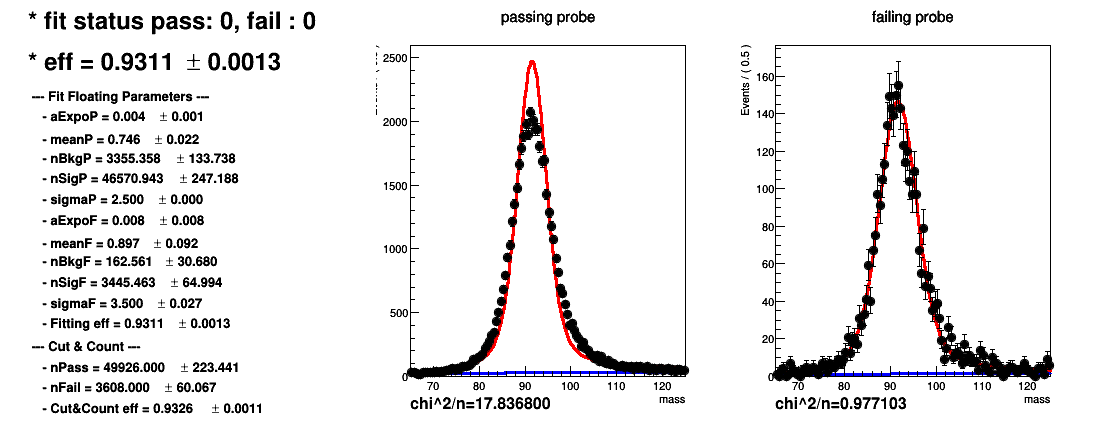 * fit status pass: 0, fail : 0
* eff = 0.9311 ± 0.0013
--- Fit Floating Parameters ---
- aExpoP = 0.004 ± 0.001
- meanP = 0.746 ± 0.022
- nBkgP = 3355.358 ± 133.738
- nSigP = 46570.943 ± 247.188
- sigmaP = 2.500 ± 0.000
- aExpoF = 0.008 ± 0.008
- meanF = 0.897 ± 0.092
- nBkgF = 162.561 ± 30.680
- nSigF = 3445.463 ± 64.994
- sigmaF = 3.500 ± 0.027
- Fitting eff = 0.9311 ± 0.0013
--- Cut & Count ---
- nPass = 49926.000 ± 223.441
- nFail = 3608.000 ± 60.067
- Cut&Count eff = 0.9326 ± 0.0011
passing probe
2500
2000
1500
1000
500
0
70 80 90 100 110 120
mass
chi^2/n=17.836800
failing probe
Events / ( 0.5 )
160
140
120
100
80
60
40
20
0
70 80 90 100 110 120
mass
chi^2/n=0.977103